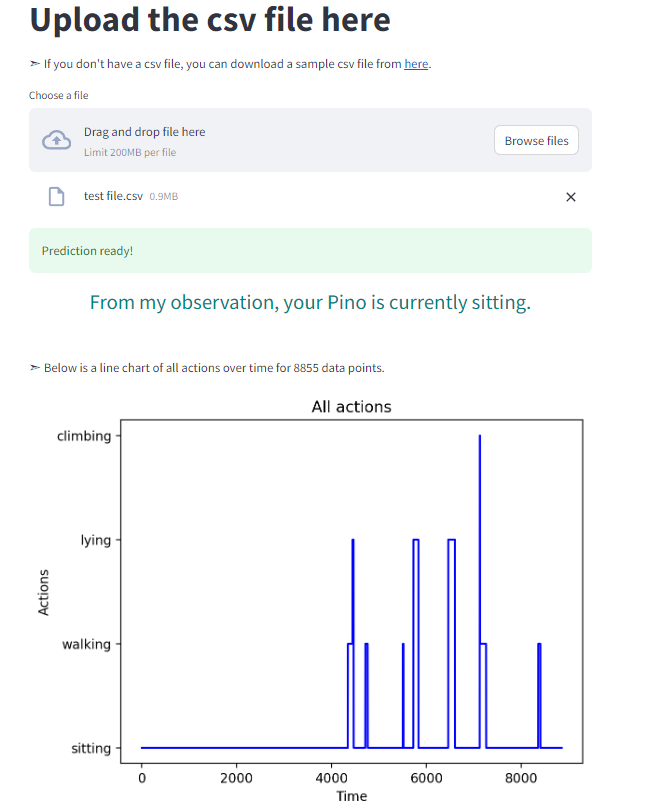 Upload the csv file here
➣ If you don't have a csv file, you can download a sample csv file from here.
Choose a file
Drag and drop file here
Limit 200MB per file
Browse files
test file.csv 0.9MB
Prediction ready!
From my observation, your Pino is currently sitting.
➣ Below is a line chart of all actions over time for 8855 data points.
All actions
climbing
lying
walking
sitting
Actions
0 2000 4000 6000 8000
Time